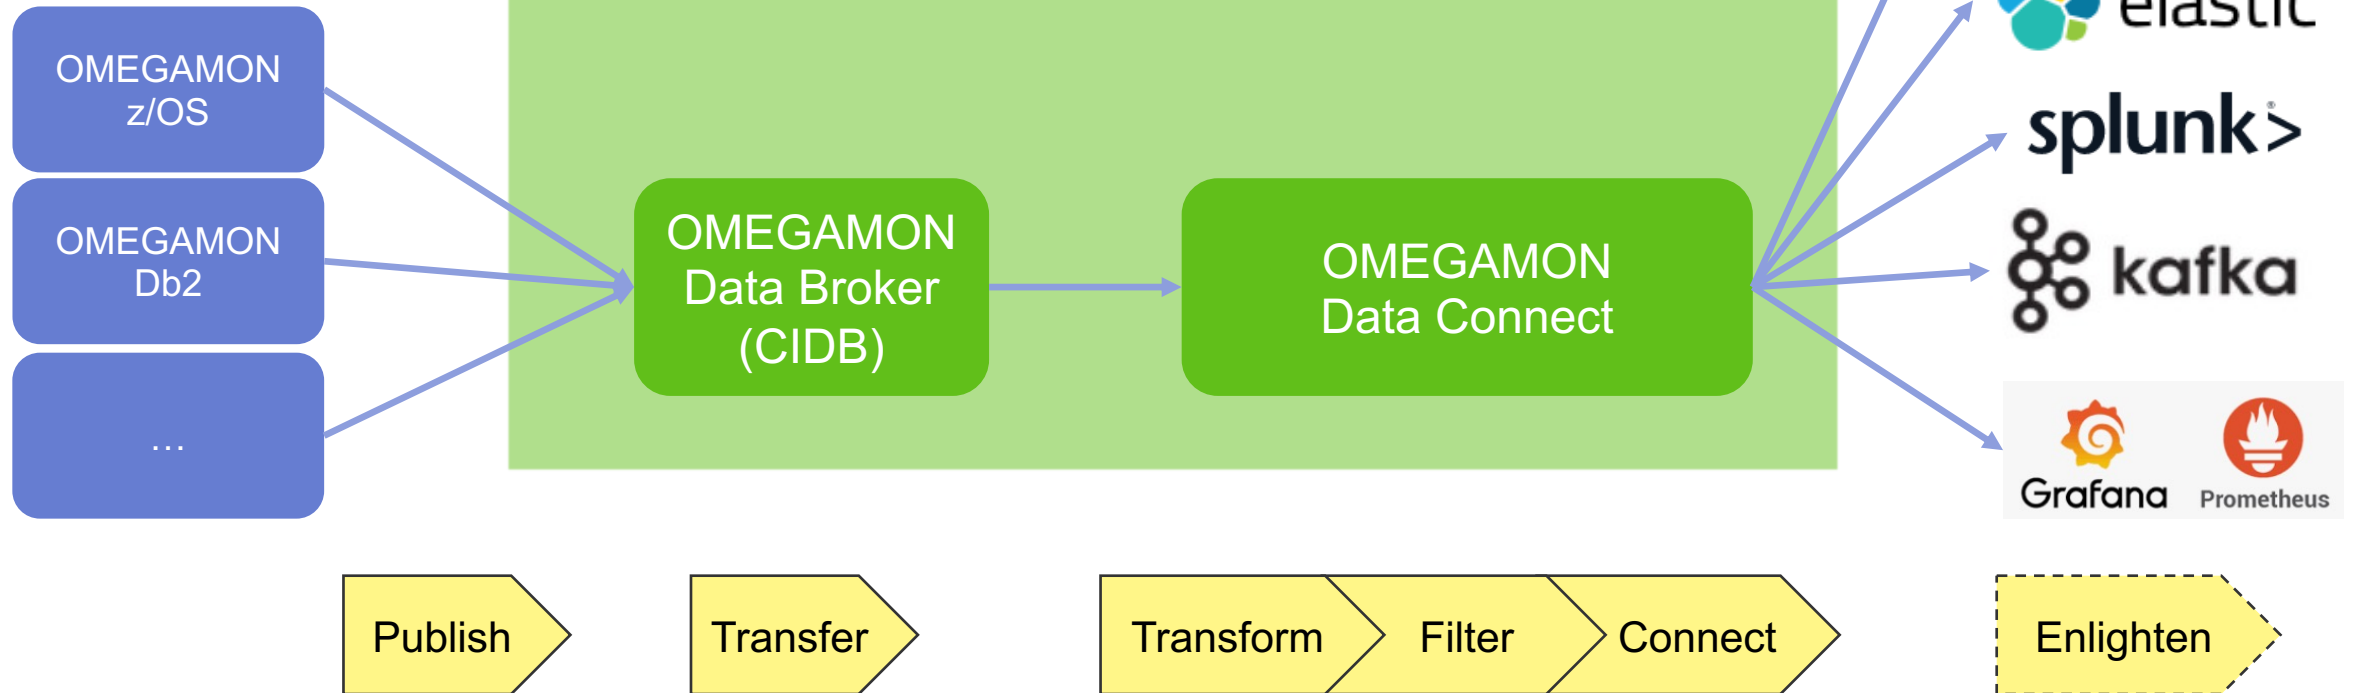 OMEGAMON
z/OS
OMEGAMON
Db2
…
OMEGAMON
Data Broker
(CIDB)
OMEGAMON
Data Connect
elastic
splunk>
kafka
Grafana
Prometheus
Publish
Transfer
Transform
Filter
Connect
Enlighten